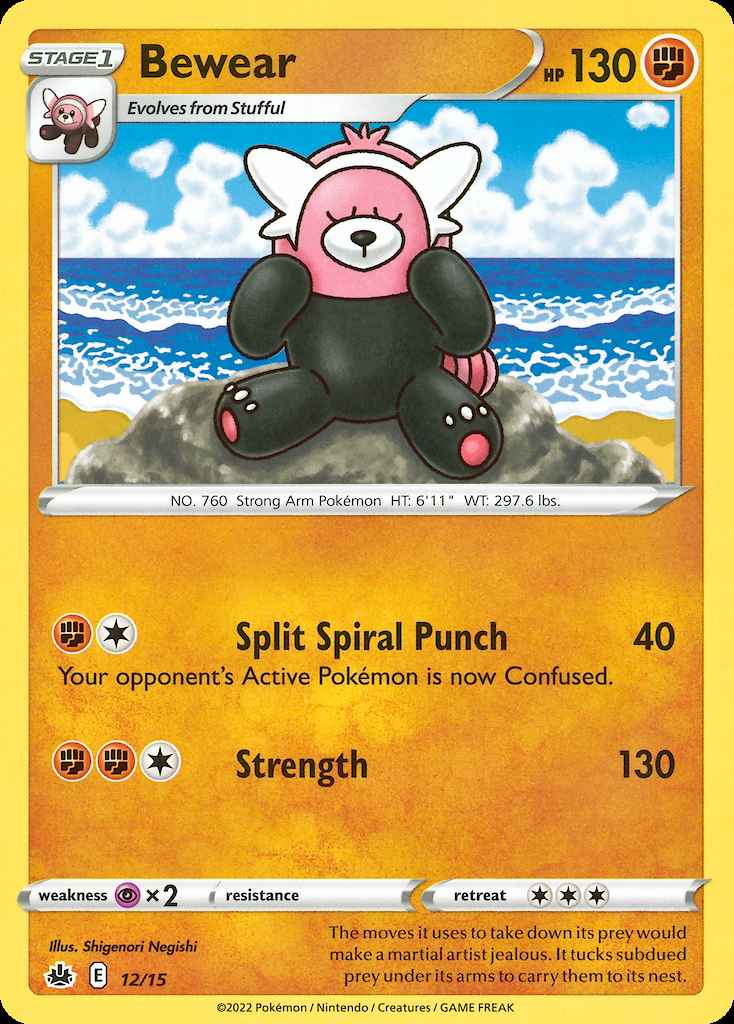 STAGE 1
Bewear
HP 130
Evolves from Stufful
NO. 760 Strong Arm Pokémon HT: 6'11" WT: 297.6 lbs.
Split Spiral Punch 40
Your opponent's Active Pokémon is now Confused.
Strength 130
weakness ×2 resistance retreat
Illus. Shigenori Negishi
E 12/15
The moves it uses to take down its prey would
make a martial artist jealous. It tucks subdued
prey under its arms to carry them to its nest.
©2022 Pokémon / Nintendo / Creatures / GAME FREAK